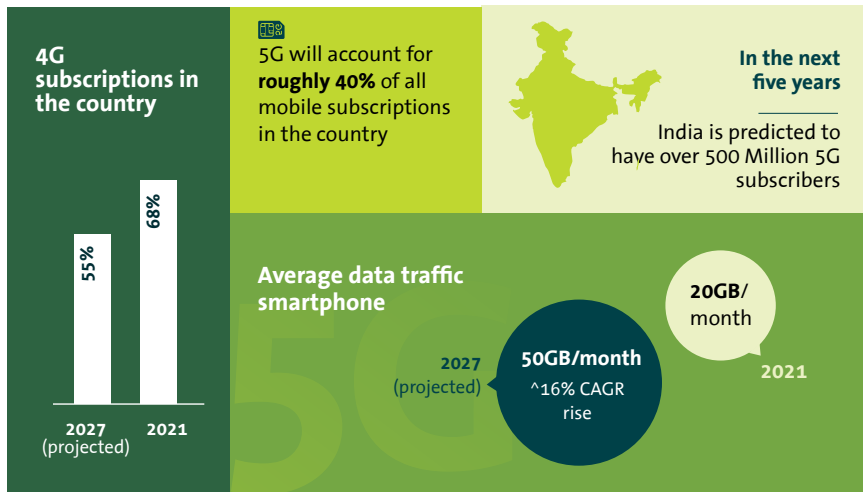 4G
subscriptions in
the country
55%
68%
2027
(projected)
2021
5G will account for
roughly 40% of all
mobile subscriptions
in the country
In the next
five years
India is predicted to
have over 500 Million 5G
subscribers
5G
Average data traffic
smartphone
2027
(projected)
50GB/month
^16% CAGR
rise
20GB/
month
2021